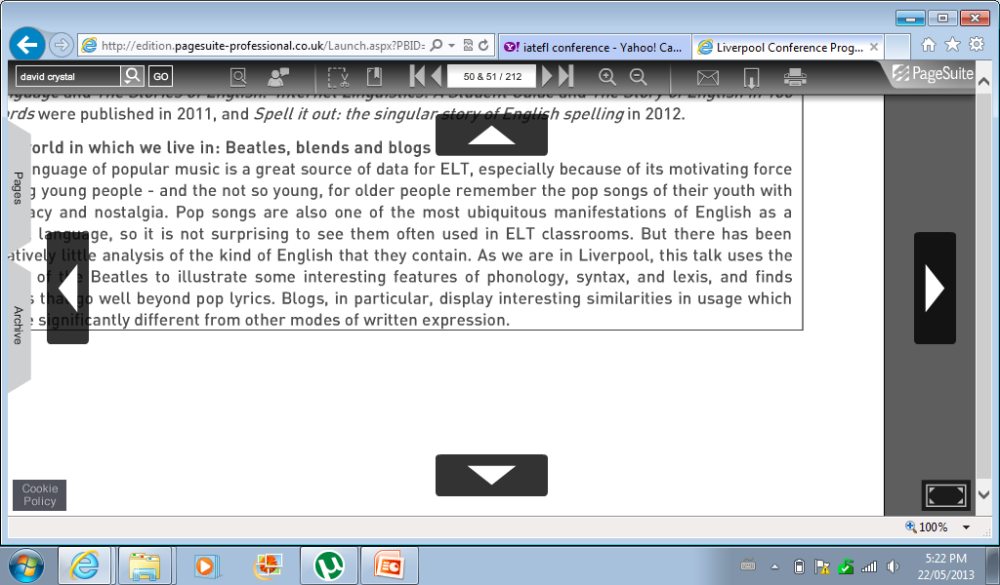 http://edition.pagesuite-professional.co.uk/Launch.aspx?PBID=
iatefl conference - Yahoo! Ca...
Liverpool Conference Prog...
david crystal
GO
50 & 51 / 212
PageSuite
nguage and The Stories of English. Internet Linguistics: A Student Guide and The Story of English in 100
ords were published in 2011, and Spell it out: the singular story of English spelling in 2012.
world in which we live in: Beatles, blends and blogs
nguage of popular music is a great source of data for ELT, especially because of its motivating force
g young people - and the not so young, for older people remember the pop songs of their youth with
acy and nostalgia. Pop songs are also one of the most ubiquitous manifestations of English as a
language, so it is not surprising to see them often used in ELT classrooms. But there has been
atively little analysis of the kind of English that they contain. As we are in Liverpool, this talk uses the
of the Beatles to illustrate some interesting features of phonology, syntax, and lexis, and finds
s that go well beyond pop lyrics. Blogs, in particular, display interesting similarities in usage which
e significantly different from other modes of written expression.
Pages
Archive
Cookie
Policy
100%
5:22 PM
22/05/2013